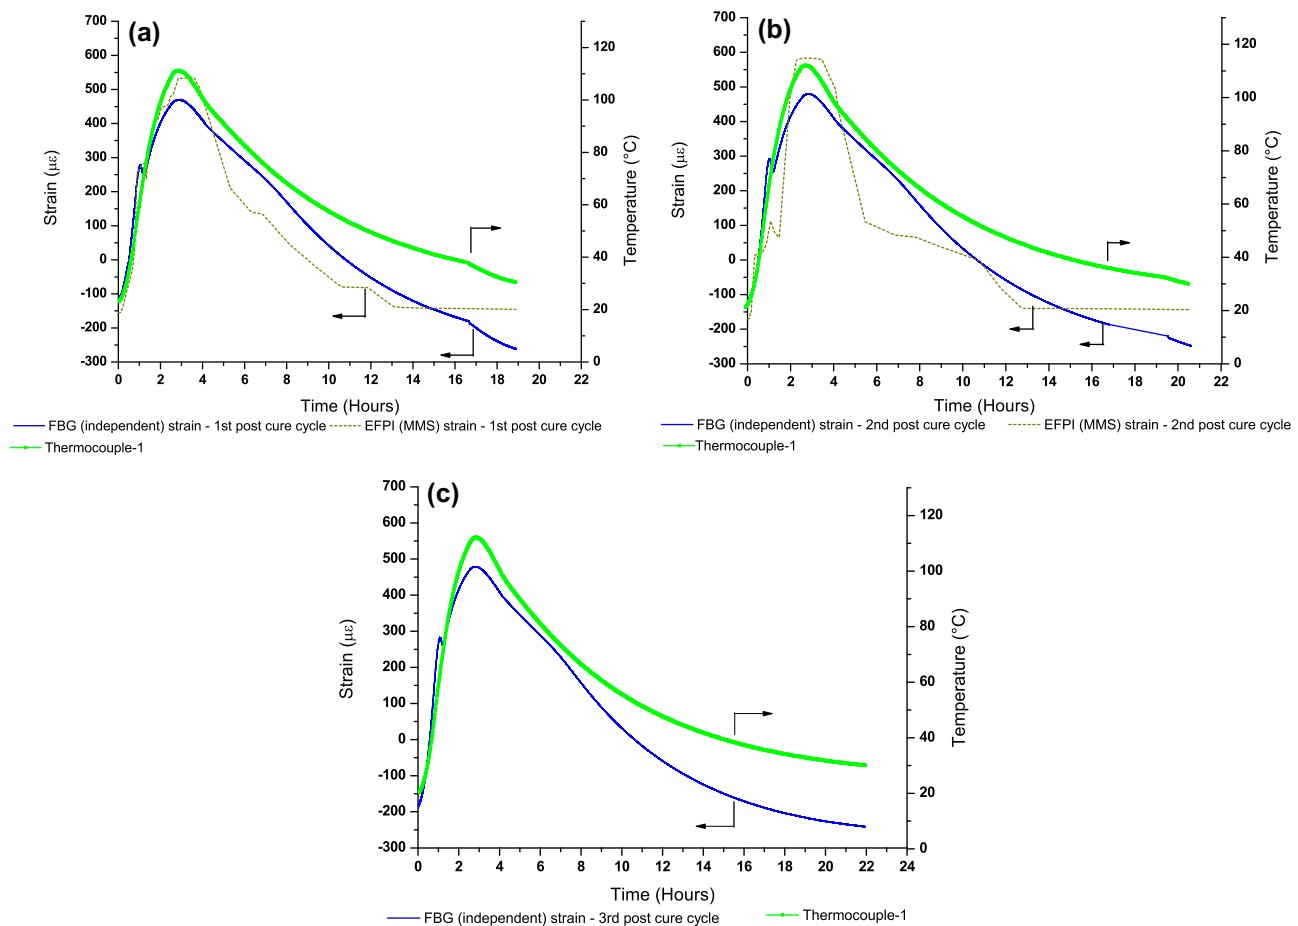 (a)
700
600
500
400
300
200
100
0
-100
-200
-300
Strain (με)
120
100
80
60
40
20
0
Temperature (°C)
0 2 4 6 8 10 12 14 16 18 20 22
Time (Hours)
FBG (independent) strain - 1st post cure cycle EFPI (MMS) strain - 1st post cure cycle
Thermocouple-1
(b)
700
600
500
400
300
200
100
0
-100
-200
-300
Strain (με)
120
100
80
60
40
20
0
Temperature (°C)
0 2 4 6 8 10 12 14 16 18 20 22
Time (Hours)
FBG (independent) strain - 2nd post cure cycle EFPI (MMS) strain - 2nd post cure cycle
Thermocouple-1
(c)
700
600
500
400
300
200
100
0
-100
-200
-300
Strain (με)
120
100
80
60
40
20
0
Temperature (°C)
0 2 4 6 8 10 12 14 16 18 20 22 24
Time (Hours)
FBG (independent) strain - 3rd post cure cycle Thermocouple-1